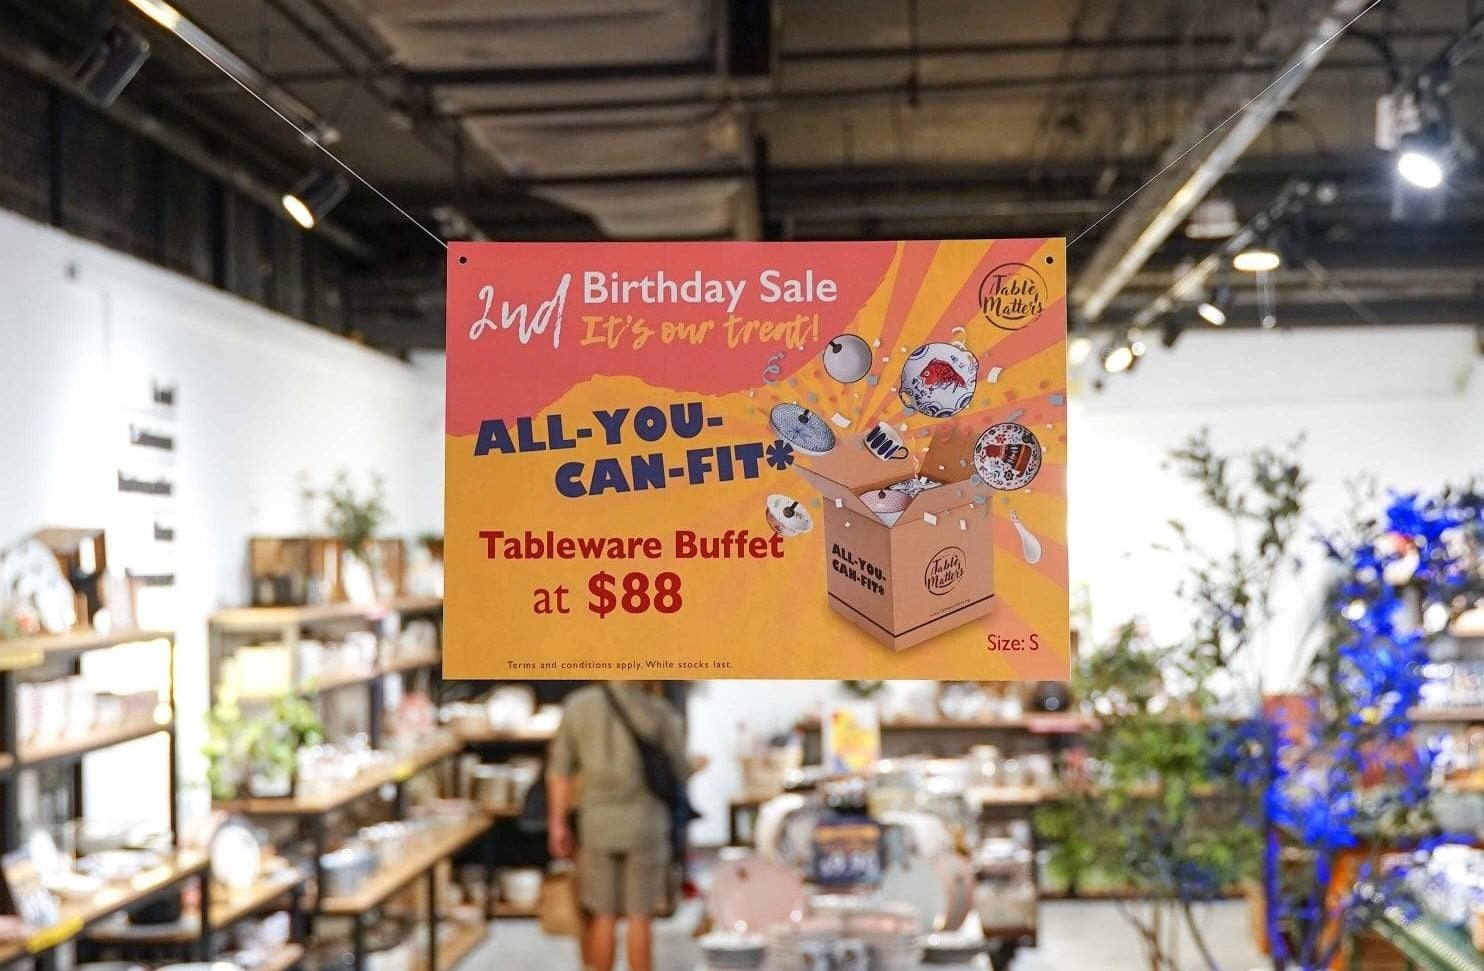 2nd Birthday Sale
It's our treat!
Table
Matters
ALL-YOU-
CAN-FIT*
Tableware Buffet
at $88
ALL-YOU-
CAN-FIT*
Table
Matters
Size: S
Terms and conditions apply. While stocks last.